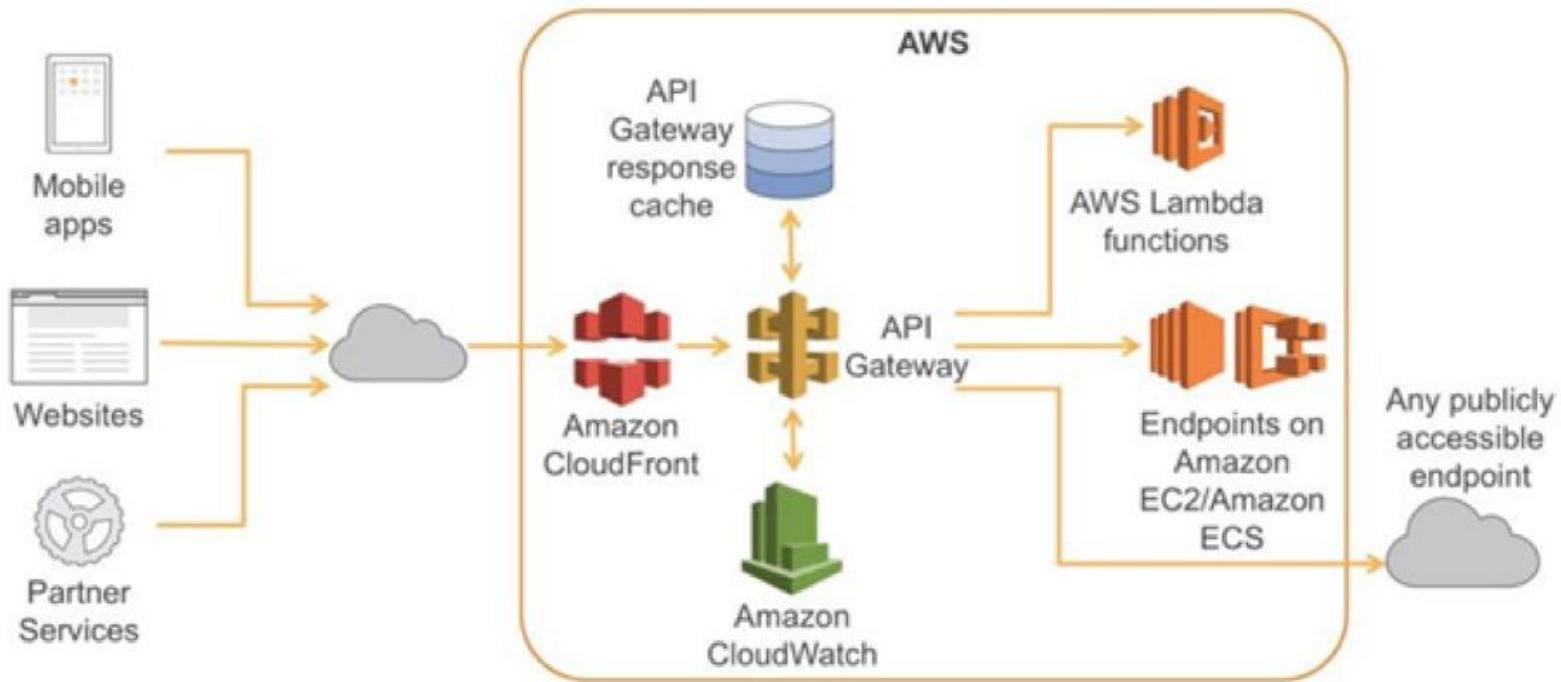 AWS
Mobile
apps
Websites
Partner
Services
API
Gateway
response
cache
Amazon
CloudFront
API
Gateway
Amazon
CloudWatch
AWS Lambda
functions
Endpoints on
Amazon
EC2/Amazon
ECS
Any publicly
accessible
endpoint